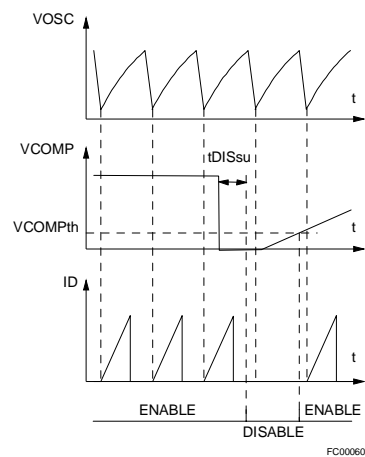 VOSC
t
VCOMP
tDISsu
VCOMPth
t
ID
t
ENABLE
ENABLE
DISABLE
FC00060